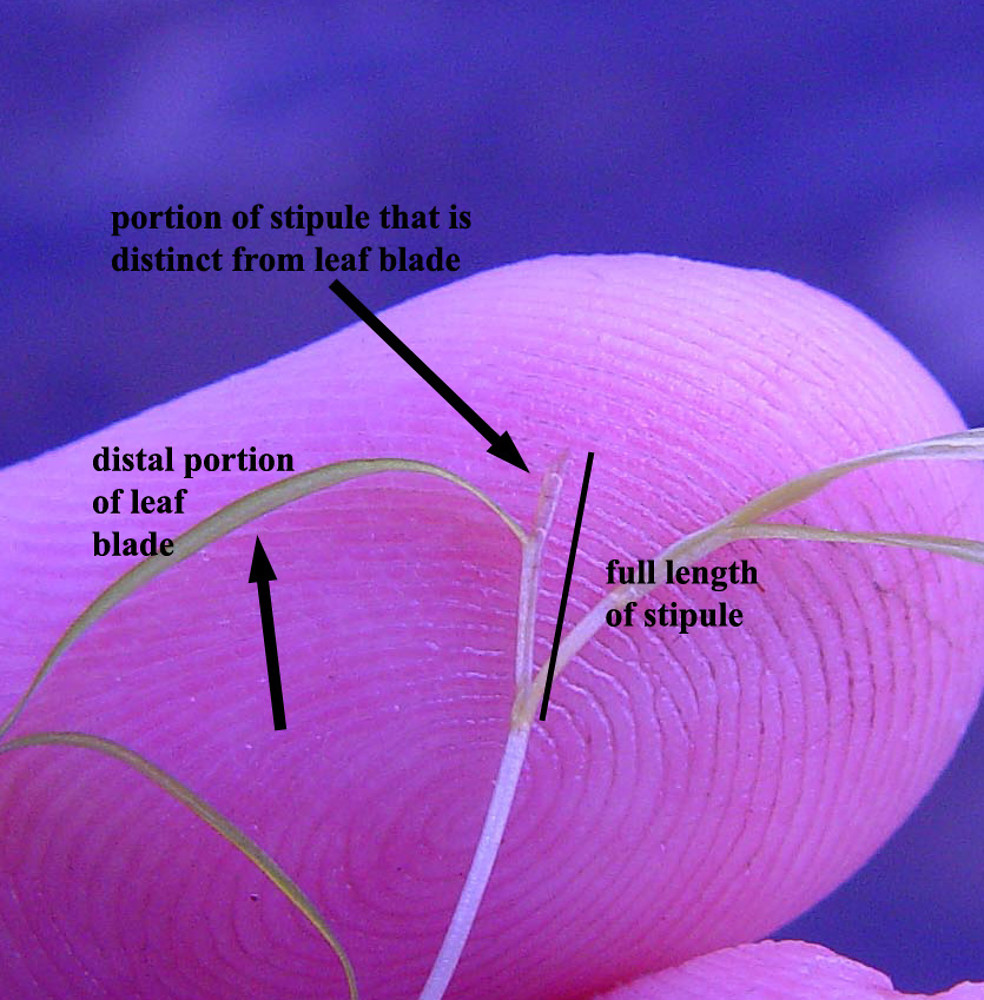 portion of stipule that is
distinct from leaf blade
distal portion
of leaf
blade
full length
of stipule